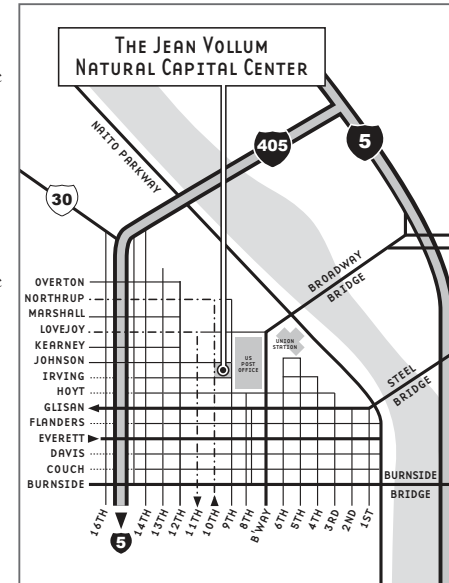 THE JEAN VOLLUM
NATURAL CAPITAL CENTER
NAITO PARKWAY
405
5
30
BROADWAY
BRIDGE
OVERTON
NORTHRUP
MARSHALL
LOVEJOY
KEARNEY
JOHNSON
IRVING
HOYT
GLISAN
FLANDERS
EVERETT
DAVIS
COUCH
BURNSIDE
US
POST
OFFICE
UNION
STATION
STEEL
BRIDGE
BURNSIDE
BRIDGE
16TH
14TH
13TH
12TH
11TH
10TH
9TH
8TH
B'WAY
6TH
5TH
4TH
3RD
2ND
1ST
5